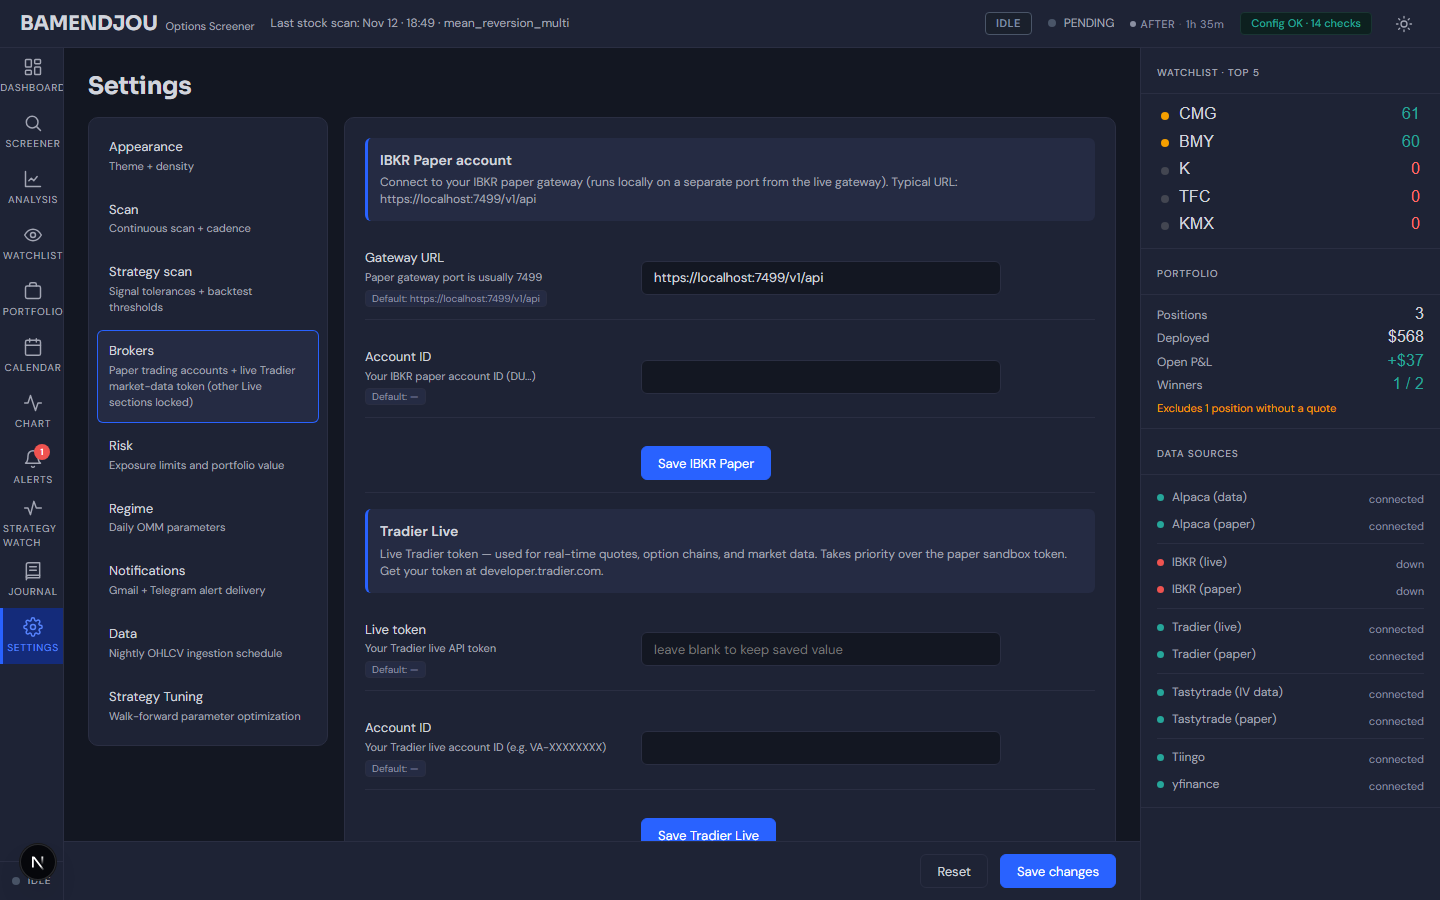 BAMENDJOU Options Screener Last stock scan: Nov 12 · 18:49 · mean_reversion_multi IDLE PENDING AFTER · 1h 35m Config OK · 14 checks
DASHBOARD
SCREENER
ANALYSIS
WATCHLIST
PORTFOLIO
CALENDAR
CHART
1
ALERTS
STRATEGY
WATCH
JOURNAL
SETTINGS
N
IDLE
Settings
Appearance
Theme + density
Scan
Continuous scan + cadence
Strategy scan
Signal tolerances + backtest
thresholds
Brokers
Paper trading accounts + live Tradier
market-data token (other Live
sections locked)
Risk
Exposure limits and portfolio value
Regime
Daily OMM parameters
Notifications
Gmail + Telegram alert delivery
Data
Nightly OHLCV ingestion schedule
Strategy Tuning
Walk-forward parameter optimization
IBKR Paper account
Connect to your IBKR paper gateway (runs locally on a separate port from the live gateway). Typical URL:
https://localhost:7499/v1/api
Gateway URL
Paper gateway port is usually 7499
Default: https://localhost:7499/v1/api
https://localhost:7499/v1/api
Account ID
Your IBKR paper account ID (DU…)
Default: —
Save IBKR Paper
Tradier Live
Live Tradier token — used for real-time quotes, option chains, and market data. Takes priority over the paper sandbox token.
Get your token at developer.tradier.com.
Live token
Your Tradier live API token
Default: —
leave blank to keep saved value
Account ID
Your Tradier live account ID (e.g. VA-XXXXXXXX)
Default: —
Save Tradier Live
Reset Save changes
WATCHLIST · TOP 5
CMG 61
BMY 60
K 0
TFC 0
KMX 0
PORTFOLIO
Positions 3
Deployed $568
Open P&L +$37
Winners 1 / 2
Excludes 1 position without a quote
DATA SOURCES
Alpaca (data) connected
Alpaca (paper) connected
IBKR (live) down
IBKR (paper) down
Tradier (live) connected
Tradier (paper) connected
Tastytrade (IV data) connected
Tastytrade (paper) connected
Tiingo connected
yfinance connected